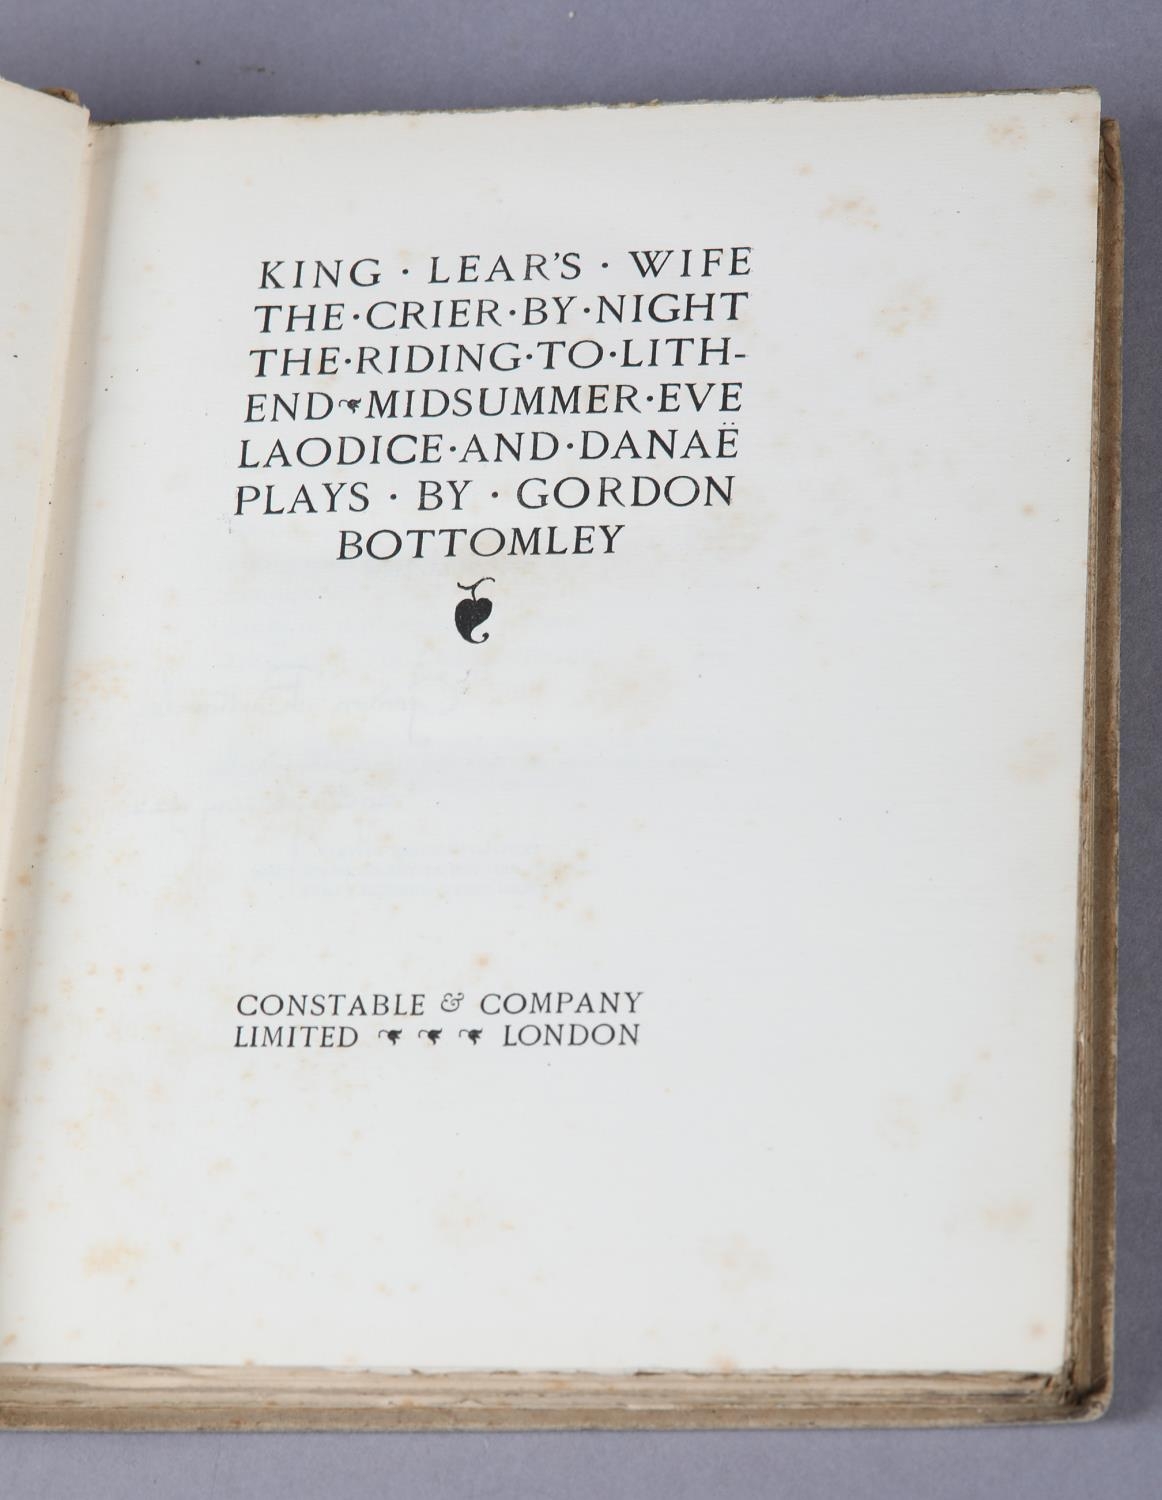 KING · LEAR'S · WIFE
THE·CRIER·BY·NIGHT
THE·RIDING·TO·LITH-
END❧MIDSUMMER·EVE
LAODICE·AND·DANAË
PLAYS · BY · GORDON
BOTTOMLEY
CONSTABLE & COMPANY
LIMITED ❧ ❧ ❧ LONDON